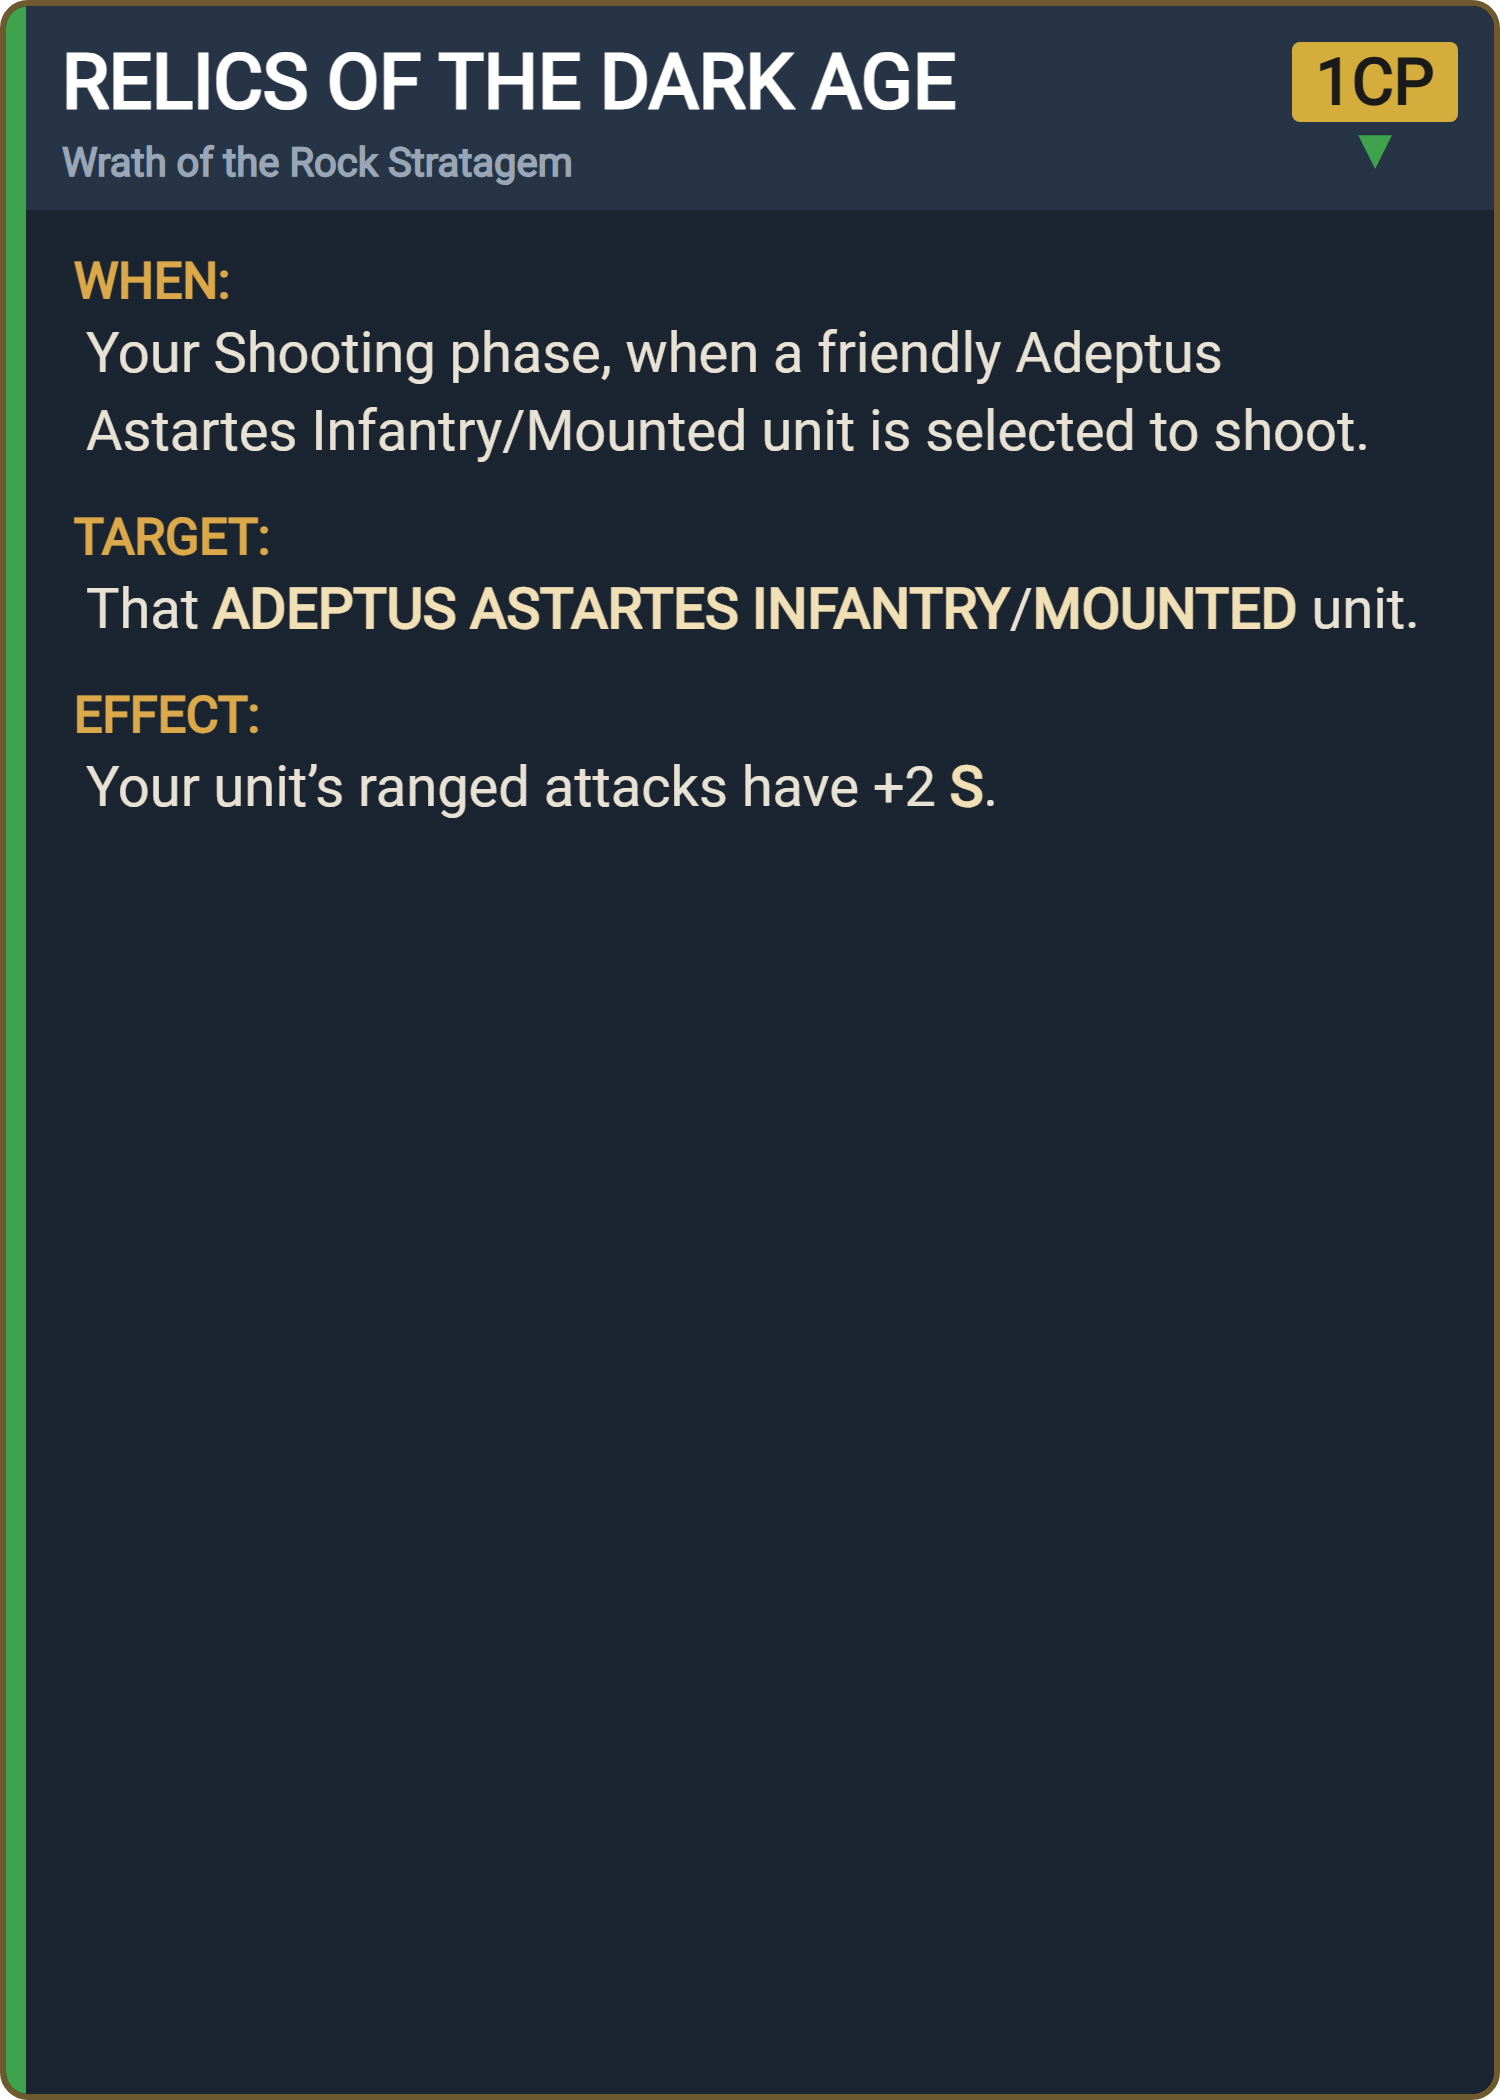 RELICS OF THE DARK AGE
1CP
Wrath of the Rock Stratagem
WHEN:
Your Shooting phase, when a friendly Adeptus
Astartes Infantry/Mounted unit is selected to shoot.
TARGET:
That ADEPTUS ASTARTES INFANTRY/MOUNTED unit.
EFFECT:
Your unit’s ranged attacks have +2 S.